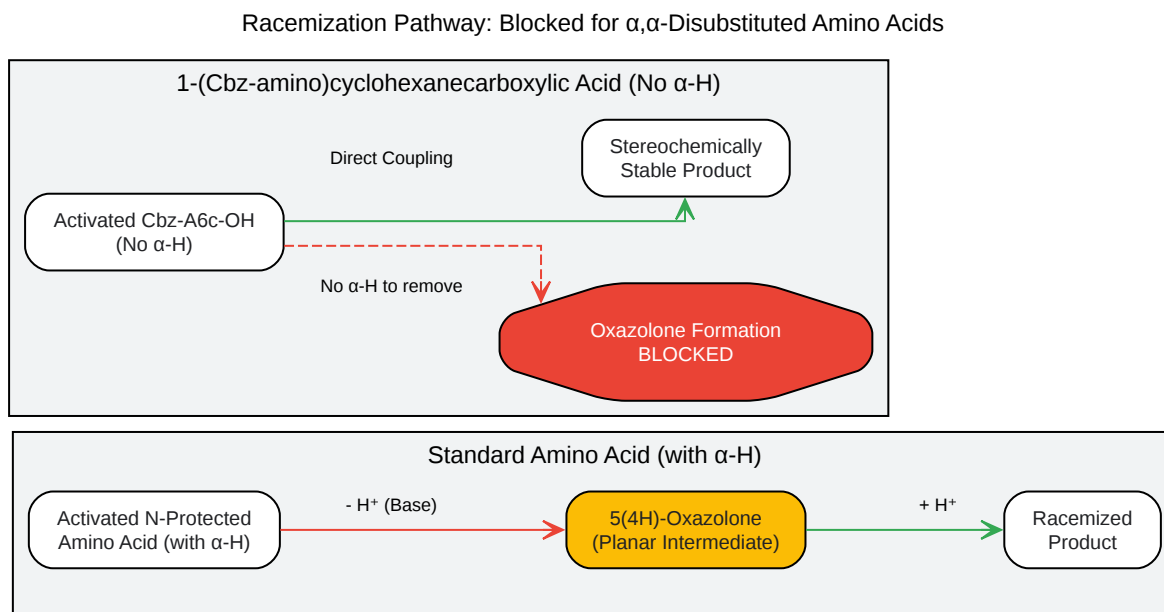 Racemization Pathway: Blocked for α,α-Disubstituted Amino Acids
1-(Cbz-amino)cyclohexanecarboxylic Acid (No α-H)
Direct Coupling
Stereochemically
Stable Product
Activated Cbz-A6c-OH
(No α-H)
No α-H to remove
Oxazolone Formation
BLOCKED
Standard Amino Acid (with α-H)
Activated N-Protected
Amino Acid (with α-H)
- H⁺ (Base)
5(4H)-Oxazolone
(Planar Intermediate)
+ H⁺
Racemized
Product